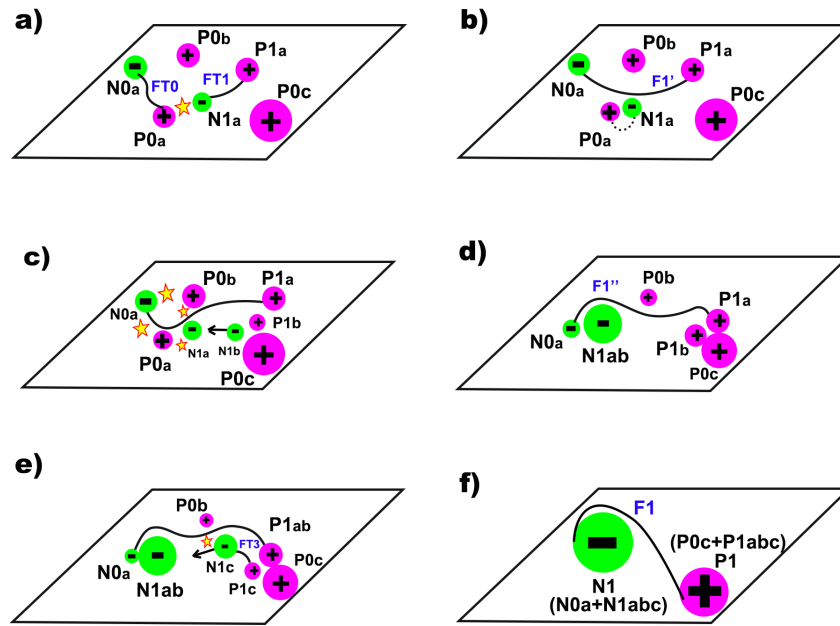 a)
P0b
P1a
FT0
FT1
N0a
P0c
N1a
P0a
b)
P0b
P1a
F1'
N0a
P0c
N1a
P0a
c)
P0b
P1a
N0a
P1b
N1a
N1b
P0a
P0c
d)
F1''
P0b
P1a
N0a
P1b
N1ab
P0c
e)
P0b
P1ab
FT3
P0c
N0a
N1c
N1ab
P1c
f)
F1
(P0c+P1abc)
P1
N1
(N0a+N1abc)